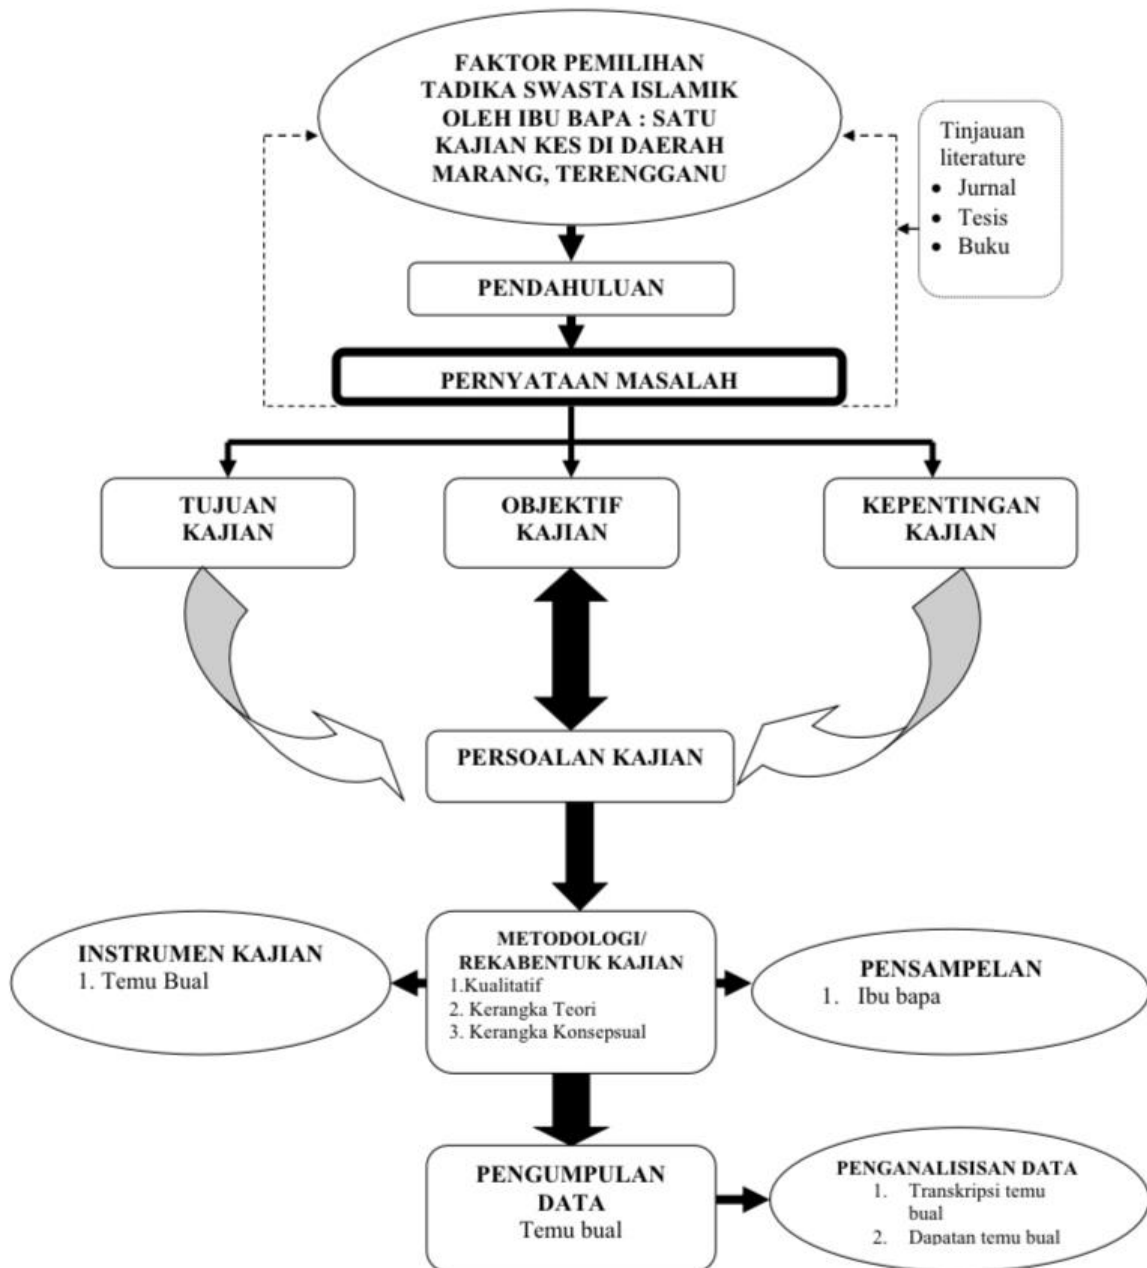 FAKTOR PEMILIHAN
TADIKA SWASTA ISLAMIK
OLEH IBU BAPA : SATU
KAJIAN KES DI DAERAH
MARANG, TERENGGANU
Tinjauan
literature
• Jurnal
• Tesis
• Buku
PENDAHULUAN
PERNYATAAN MASALAH
TUJUAN
KAJIAN
OBJEKTIF
KAJIAN
KEPENTINGAN
KAJIAN
PERSOALAN KAJIAN
INSTRUMEN KAJIAN
1. Temu Bual
METODOLOGI/
REKABENTUK KAJIAN
1.Kualitatif
2. Kerangka Teori
3. Kerangka Konsepsual
PENSAMPELAN
1. Ibu bapa
PENGUMPULAN
DATA
Temu bual
PENGANALISISAN DATA
1. Transkripsi temu
bual
2. Dapatan temu bual